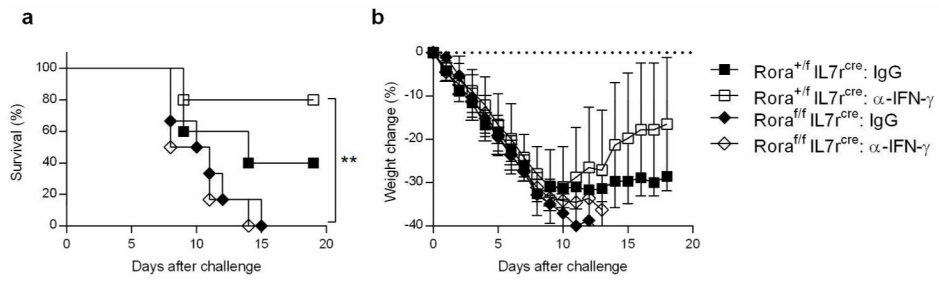 a
b
Survival (%)
100
80
60
40
20
0
0
5
10
15
20
Days after challenge
**
Weight change (%)
0
-10
-20
-30
-40
0
5
10
15
20
Days after challenge
Rora+/f IL7rcre: IgG
Rora+/f IL7rcre: α-IFN-γ
Roraf/f IL7rcre: IgG
Roraf/f IL7rcre: α-IFN-γ